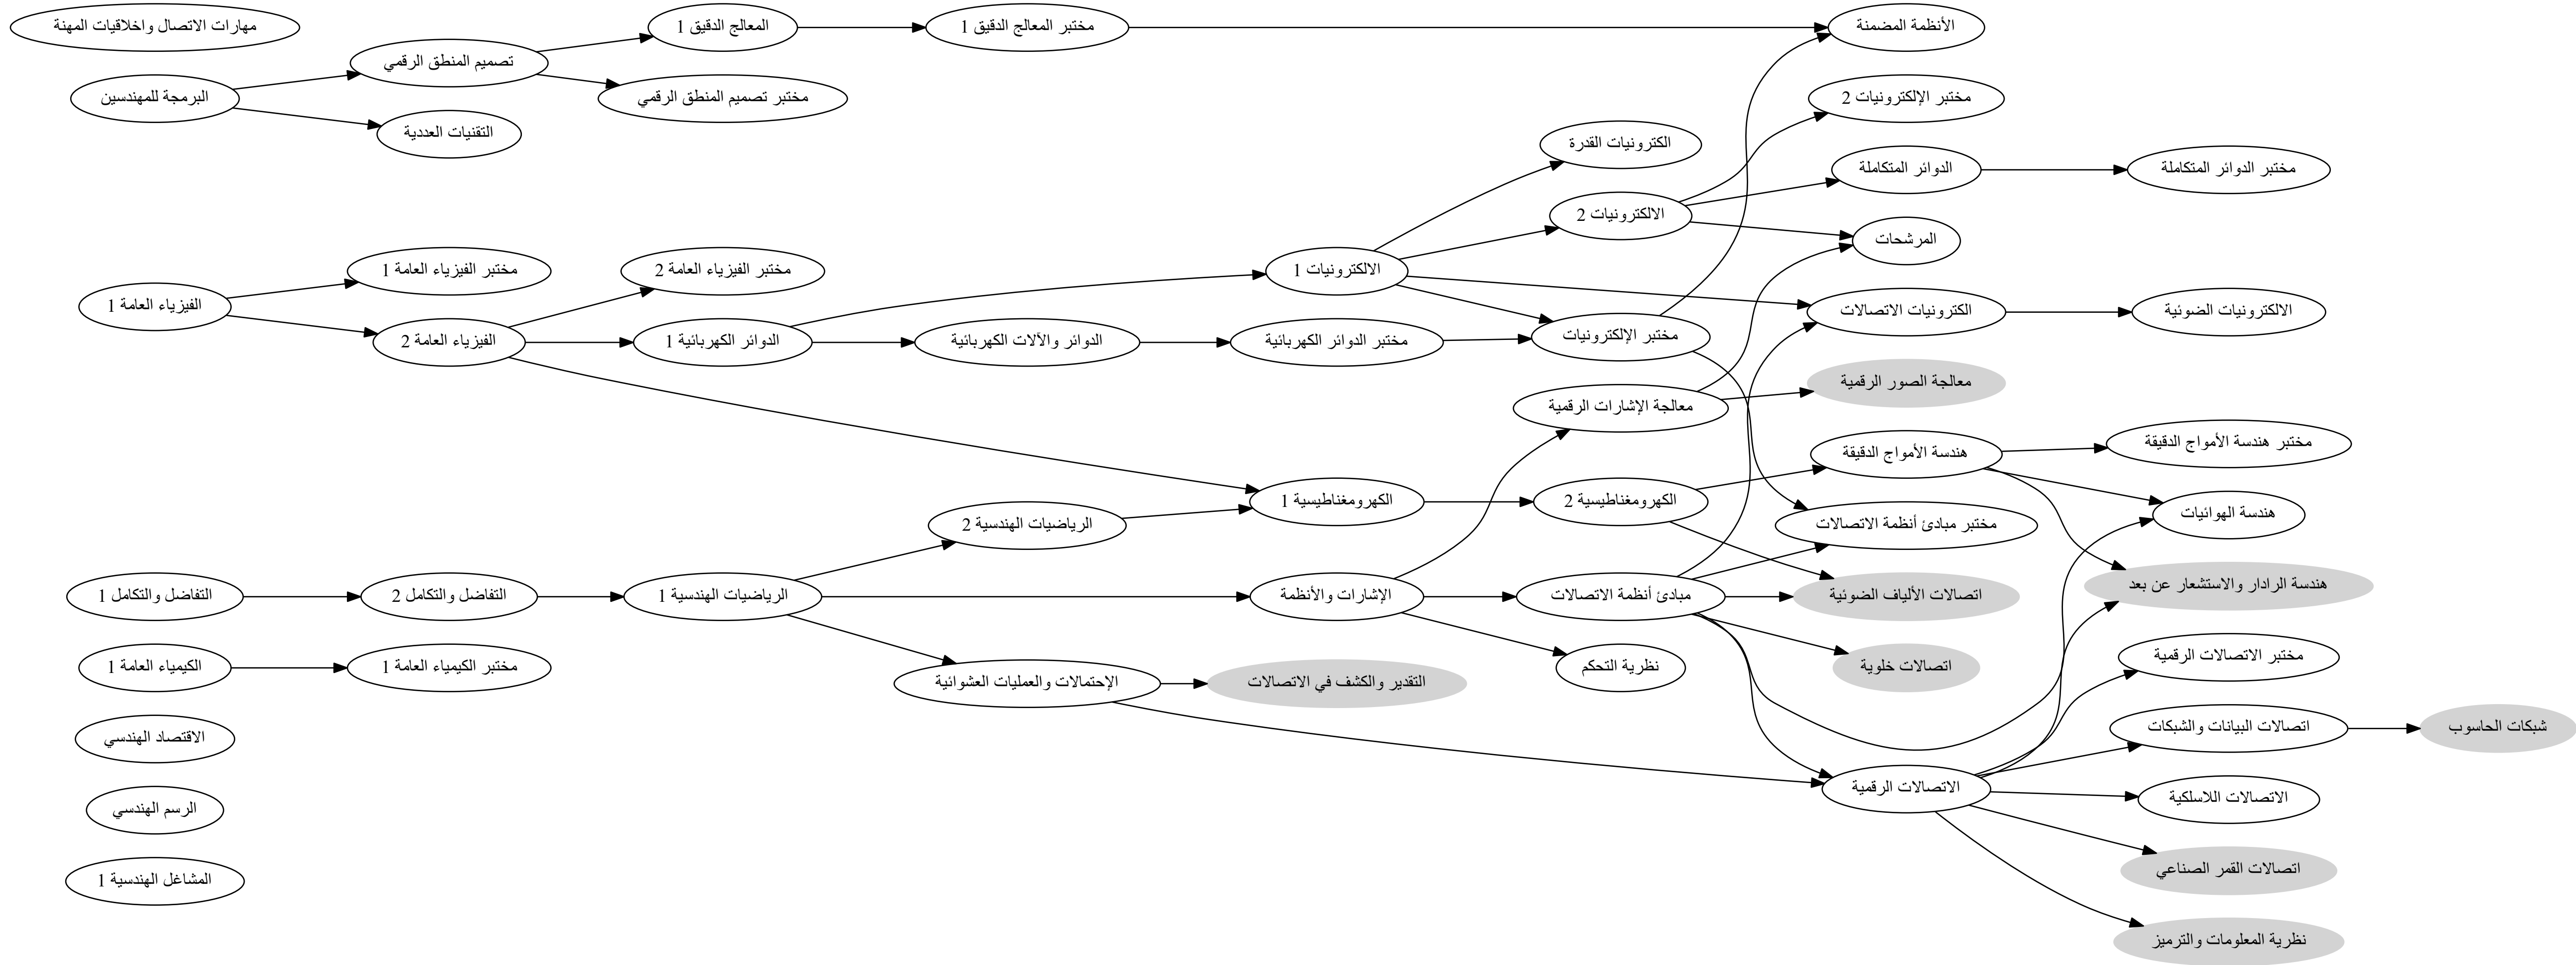 مهارات الاتصال واخلاقيات المهنة
المعالج الدقيق 1
مختبر المعالج الدقيق 1
الأنظمة المضمنة
تصميم المنطق الرقمي
البرمجة للمهندسين
مختبر تصميم المنطق الرقمي
مختبر الإلكترونيات 2
التقنيات العددية
الكترونيات القدرة
الدوائر المتكاملة
مختبر الدوائر المتكاملة
الالكترونيات 2
المرشحات
مختبر الفيزياء العامة 1
مختبر الفيزياء العامة 2
الالكترونيات 1
الفيزياء العامة 1
الكترونيات الاتصالات
الالكترونيات الضوئية
الفيزياء العامة 2
الدوائر الكهربائية 1
الدوائر والآلات الكهربائية
مختبر الدوائر الكهربائية
مختبر الإلكترونيات
معالجة الصور الرقمية
معالجة الإشارات الرقمية
هندسة الأمواج الدقيقة
مختبر هندسة الأمواج الدقيقة
الكهرومغناطيسية 1
الكهرومغناطيسية 2
هندسة الهوائيات
الرياضيات الهندسية 2
مختبر مبادئ أنظمة الاتصالات
هندسة الرادار والاستشعار عن بعد
التفاضل والتكامل 1
التفاضل والتكامل 2
الرياضيات الهندسية 1
الإشارات والأنظمة
مبادئ أنظمة الاتصالات
اتصالات الألياف الضوئية
الكيمياء العامة 1
مختبر الكيمياء العامة 1
نظرية التحكم
اتصالات خلوية
مختبر الاتصالات الرقمية
الإحتمالات والعمليات العشوائية
التقدير والكشف في الاتصالات
الاقتصاد الهندسي
اتصالات البيانات والشبكات
شبكات الحاسوب
الاتصالات الرقمية
الاتصالات اللاسلكية
الرسم الهندسي
اتصالات القمر الصناعي
المشاغل الهندسية 1
نظرية المعلومات والترميز